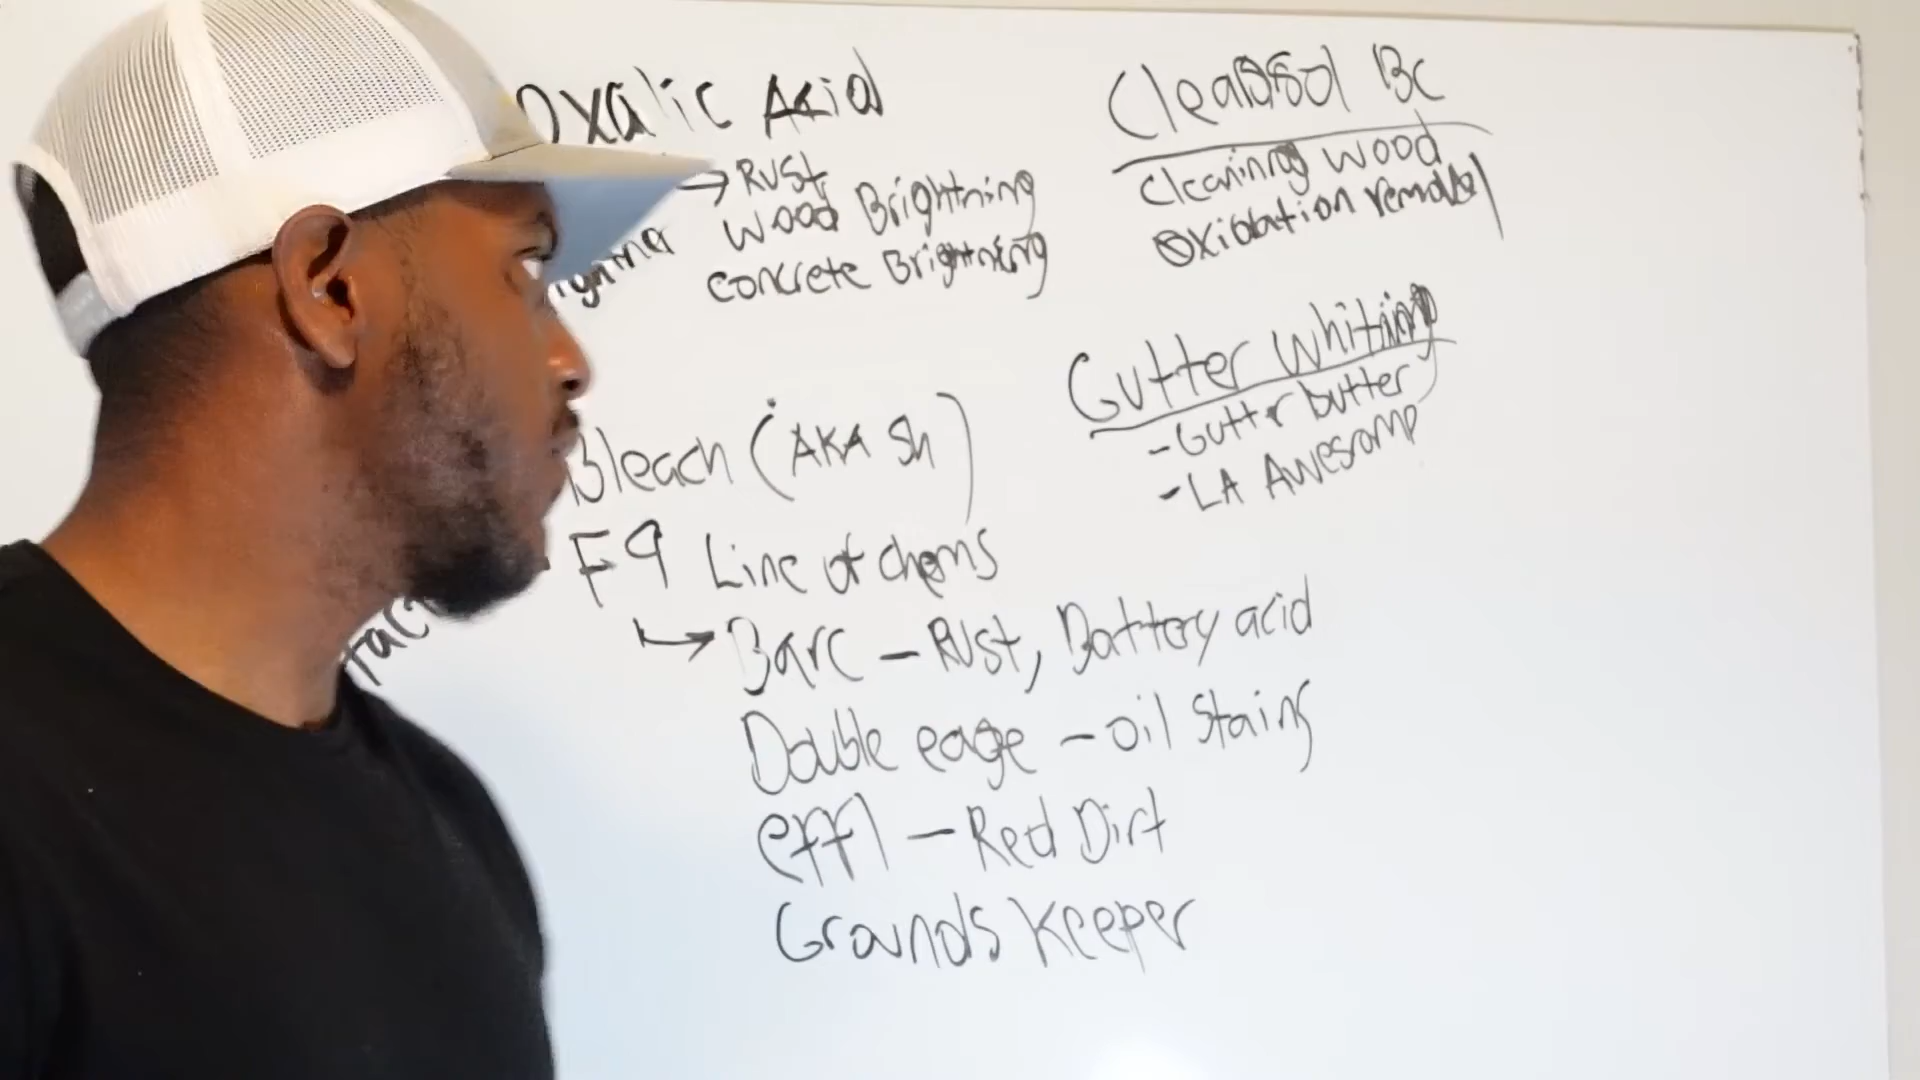 Oxalic Acid
→ Rust
Wood Brightning
concrete Brightning
Bleach (AKA Sh)
F9 Line of chems
→ Barc - Rust, Battery acid
Double eage - oil stains
effl - Red Dirt
Grounds Keeper
Cleansol Bc
Cleaning wood
Oxidation removal
Gutter Whiting
- Gutter butter
- LA Awesome